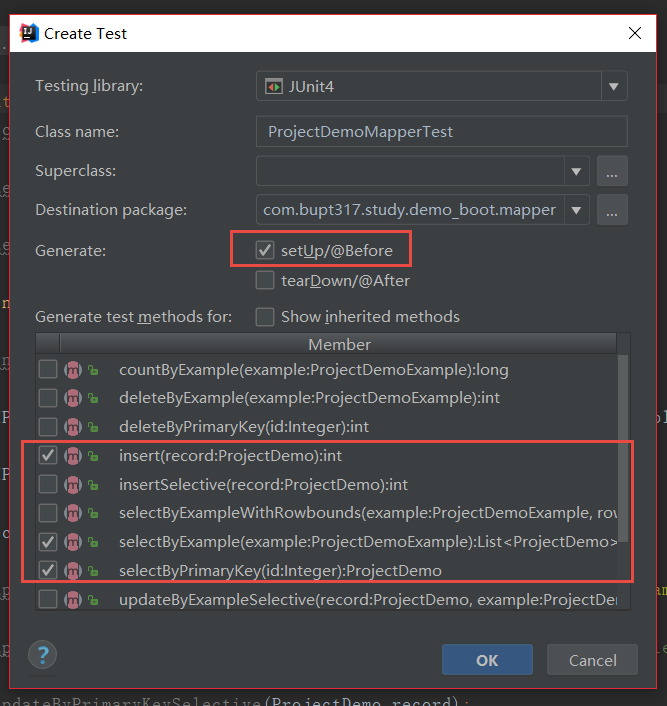 Create Test
Testing library:
JUnit4
Class name:
ProjectDemoMapperTest
Superclass:
...
Destination package:
com.bupt317.study.demo_boot.mapper
...
Generate:
setUp/@Before
tearDown/@After
Generate test methods for:
Show inherited methods
Member
countByExample(example:ProjectDemoExample):long
deleteByExample(example:ProjectDemoExample):int
deleteByPrimaryKey(id:Integer):int
insert(record:ProjectDemo):int
insertSelective(record:ProjectDemo):int
selectByExampleWithRowbounds(example:ProjectDemoExample, row
selectByExample(example:ProjectDemoExample):List<ProjectDemo>
selectByPrimaryKey(id:Integer):ProjectDemo
updateByExampleSelective(record:ProjectDemo, example:ProjectDem
?
OK
Cancel
pdateByPrimaryKeySelective(ProjectDemo record);